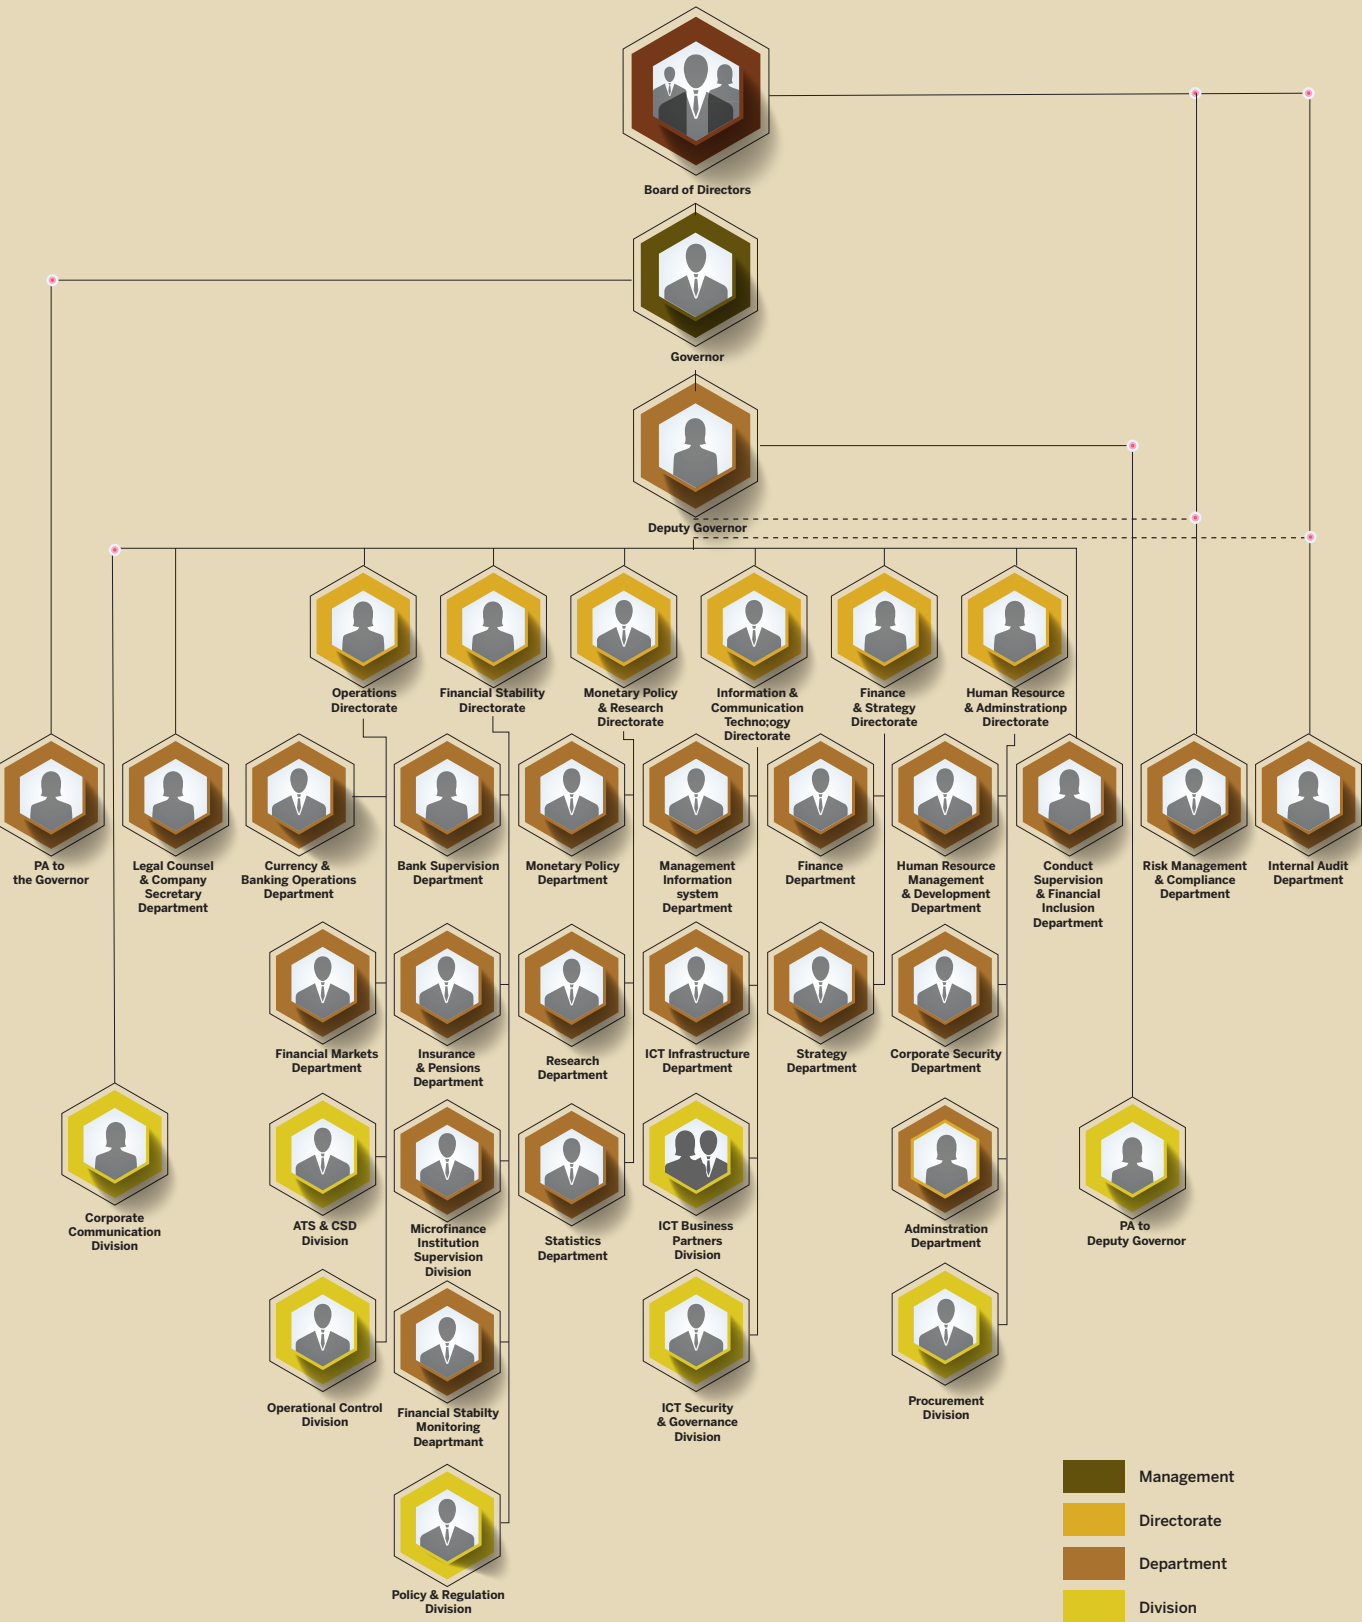 Board of Directors
Governor
Deputy Governor
Operations
Directorate
Financial Stability
Directorate
Monetary Policy
& Research
Directorate
Information &
Communication
Techno;ogy
Directorate
Finance
& Strategy
Directorate
Human Resource
& Adminstrationp
Directorate
PA to
the Governor
Legal Counsel
& Company
Secretary
Department
Currency &
Banking Operations
Department
Bank Supervision
Department
Monetary Policy
Department
Management
Information
system
Department
Finance
Department
Human Resource
Management
& Development
Department
Conduct
Supervision
& Financial
Inclusion
Department
Risk Management
& Compliance
Department
Internal Audit
Department
Financial Markets
Department
Insurance
& Pensions
Department
Research
Department
ICT Infrastructure
Department
Strategy
Department
Corporate Security
Department
Corporate
Communication
Division
ATS & CSD
Division
Microfinance
Institution
Supervision
Division
Statistics
Department
ICT Business
Partners
Division
Adminstration
Department
PA to
Deputy Governor
Operational Control
Division
Financial Stabilty
Monitoring
Deaprtmant
ICT Security
& Governance
Division
Procurement
Division
Policy & Regulation
Division
Management
Directorate
Department
Division